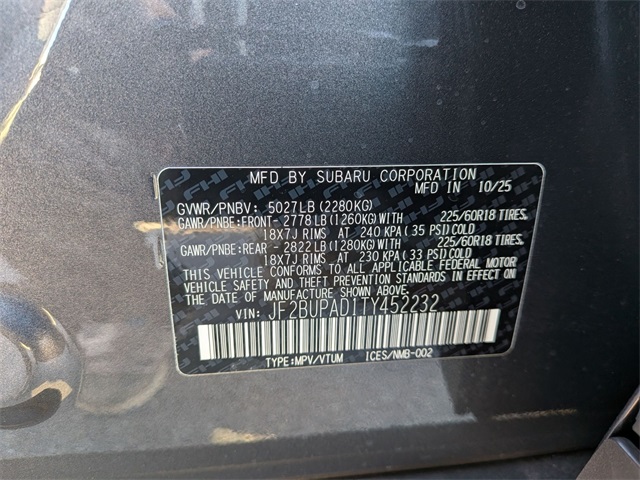 MFD BY SUBARU CORPORATION
MFD IN 10/25
GVWR/PNBV: 5027LB (2280KG)
GAWR/PNBE: FRONT- 2778 LB (1260KG) WITH 225/60R18 TIRES,
18X7J RIMS AT 240 KPA (35 PSI) COLD
GAWR/PNBE: REAR - 2822 LB (1280KG) WITH 225/60R18 TIRES,
18X7J RIMS AT 230 KPA (33 PSI) COLD
THIS VEHICLE CONFORMS TO ALL APPLICABLE FEDERAL MOTOR
VEHICLE SAFETY AND THEFT PREVENTION STANDARDS IN EFFECT ON
THE DATE OF MANUFACTURE SHOWN ABOVE.
VIN: JF2BUPAD1TY452232
TYPE:MPV/VTUM ICES/NMB-002